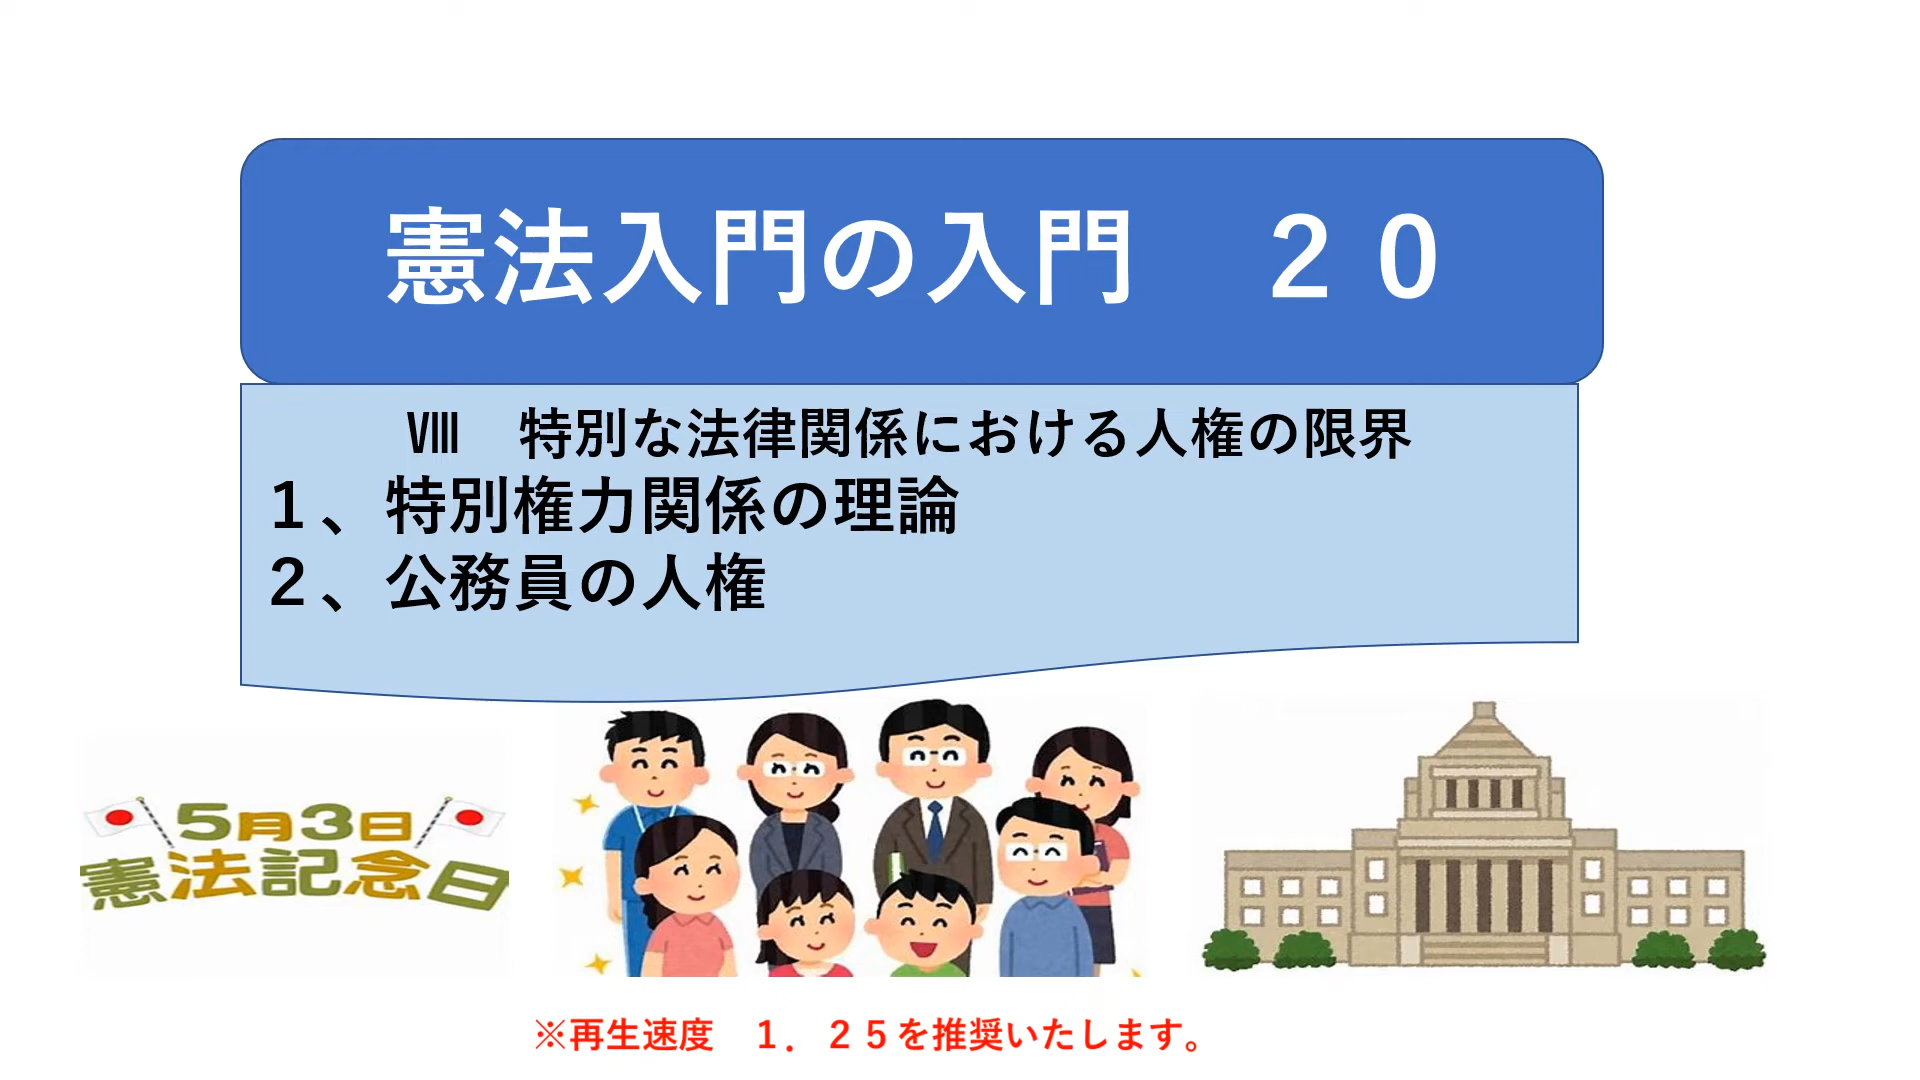 憲法入門の入門　２０
Ⅷ　特別な法律関係における人権の限界
１、特別権力関係の理論
２、公務員の人権
5月3日
憲法記念日
※再生速度　１．２５を推奨いたします。